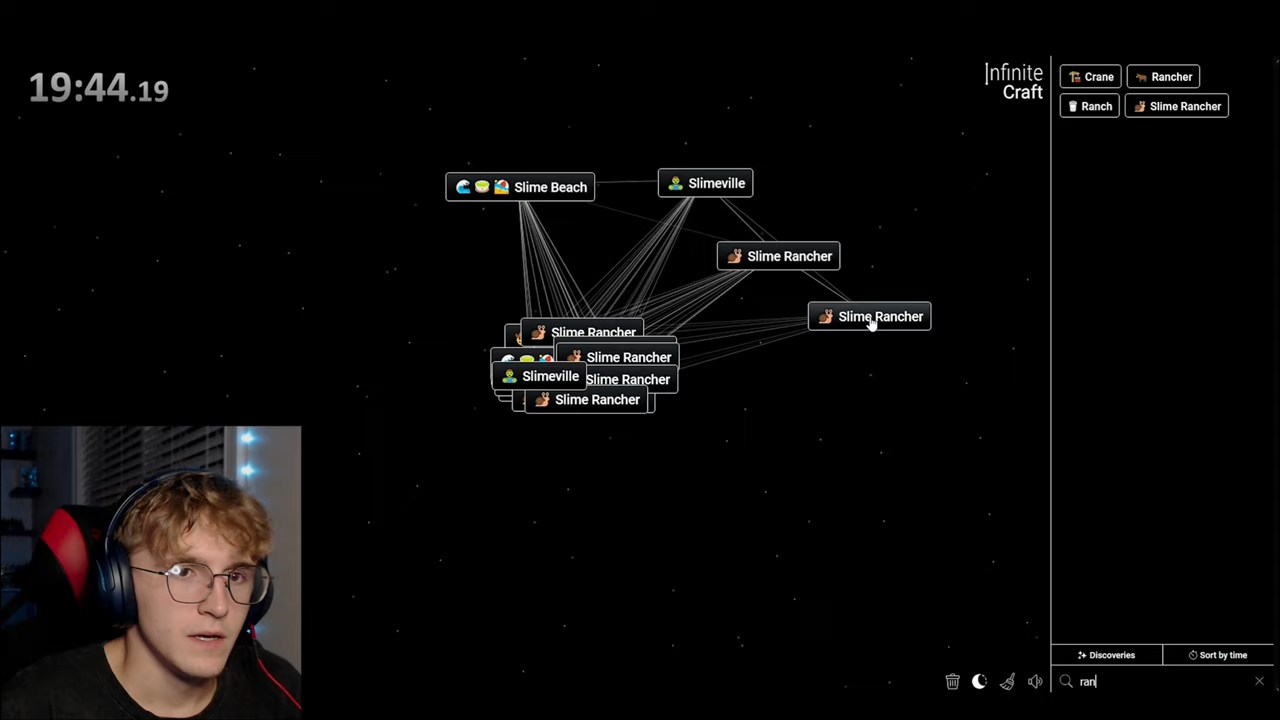 19:44.19
Infinite
Craft
Crane
Rancher
Ranch
Slime Rancher
Slime Beach
Slimeville
Slime Rancher
Slime Rancher
Slime Rancher
Slime Rancher
Slimeville
Slime Rancher
Slime Rancher
Discoveries
Sort by time
ran